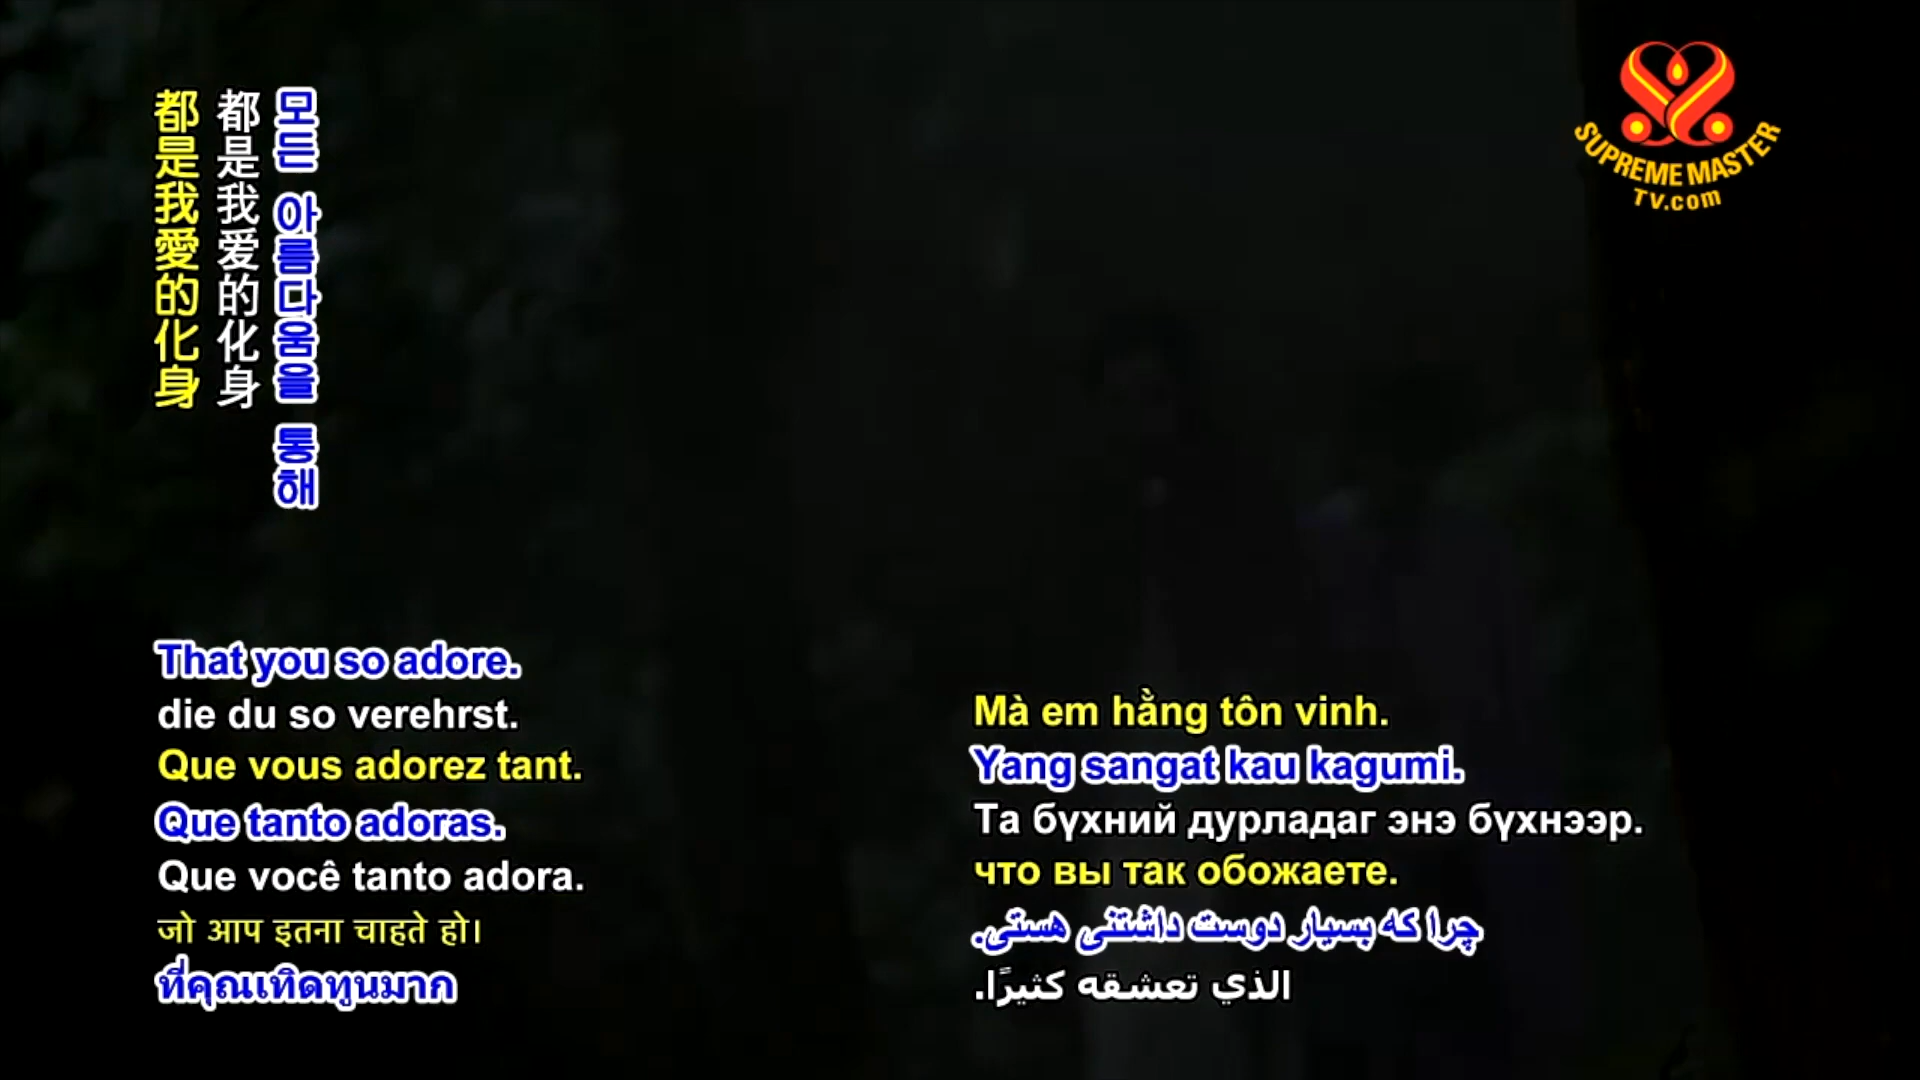 都是我愛的化身
都是我爱的化身
모든 아름다움을 통해
SUPREME MASTER
TV.com
That you so adore.
die du so verehrst.
Que vous adorez tant.
Que tanto adoras.
Que você tanto adora.
जो आप इतना चाहते हो।
ที่คุณเทิดทูนมาก
Mà em hằng tôn vinh.
Yang sangat kau kagumi.
Та бүхний дурладаг энэ бүхнээр.
что вы так обожаете.
چرا که بسیار دوست داشتنی هستی.
الذي تعشقه كثيرًا.